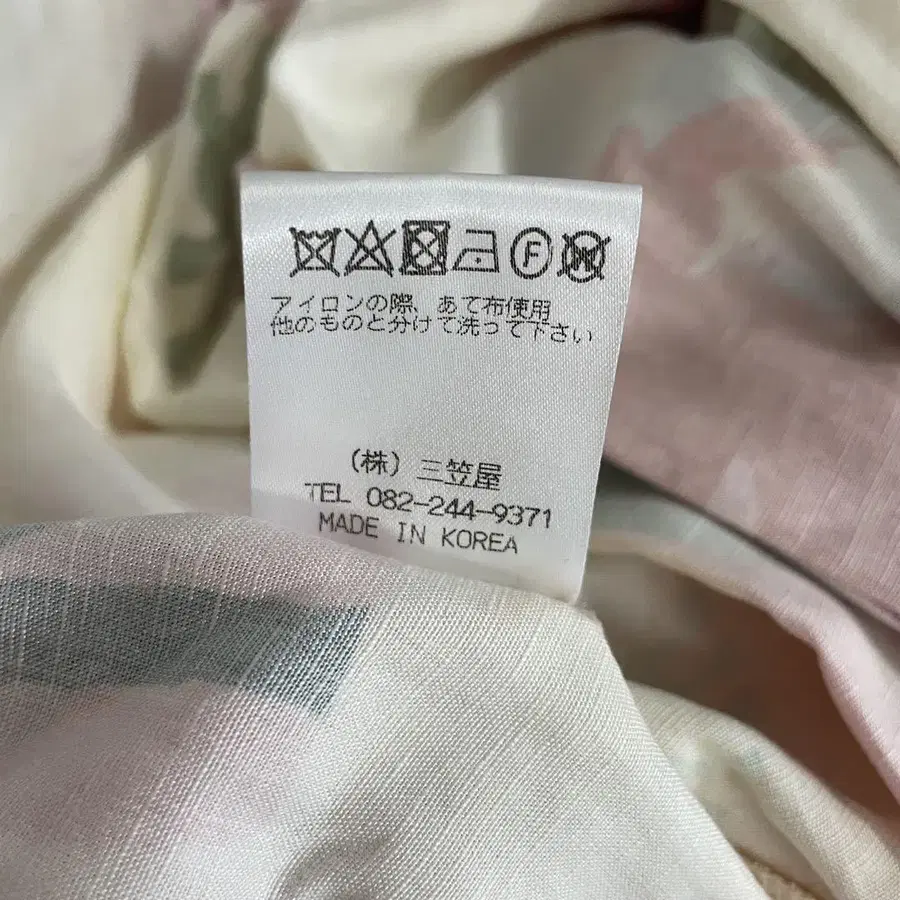 F W
アイロンの際、あて布使用
他のものと分けて洗って下さい
(株) 三笠屋
TEL 082-244-9371
MADE IN KOREA